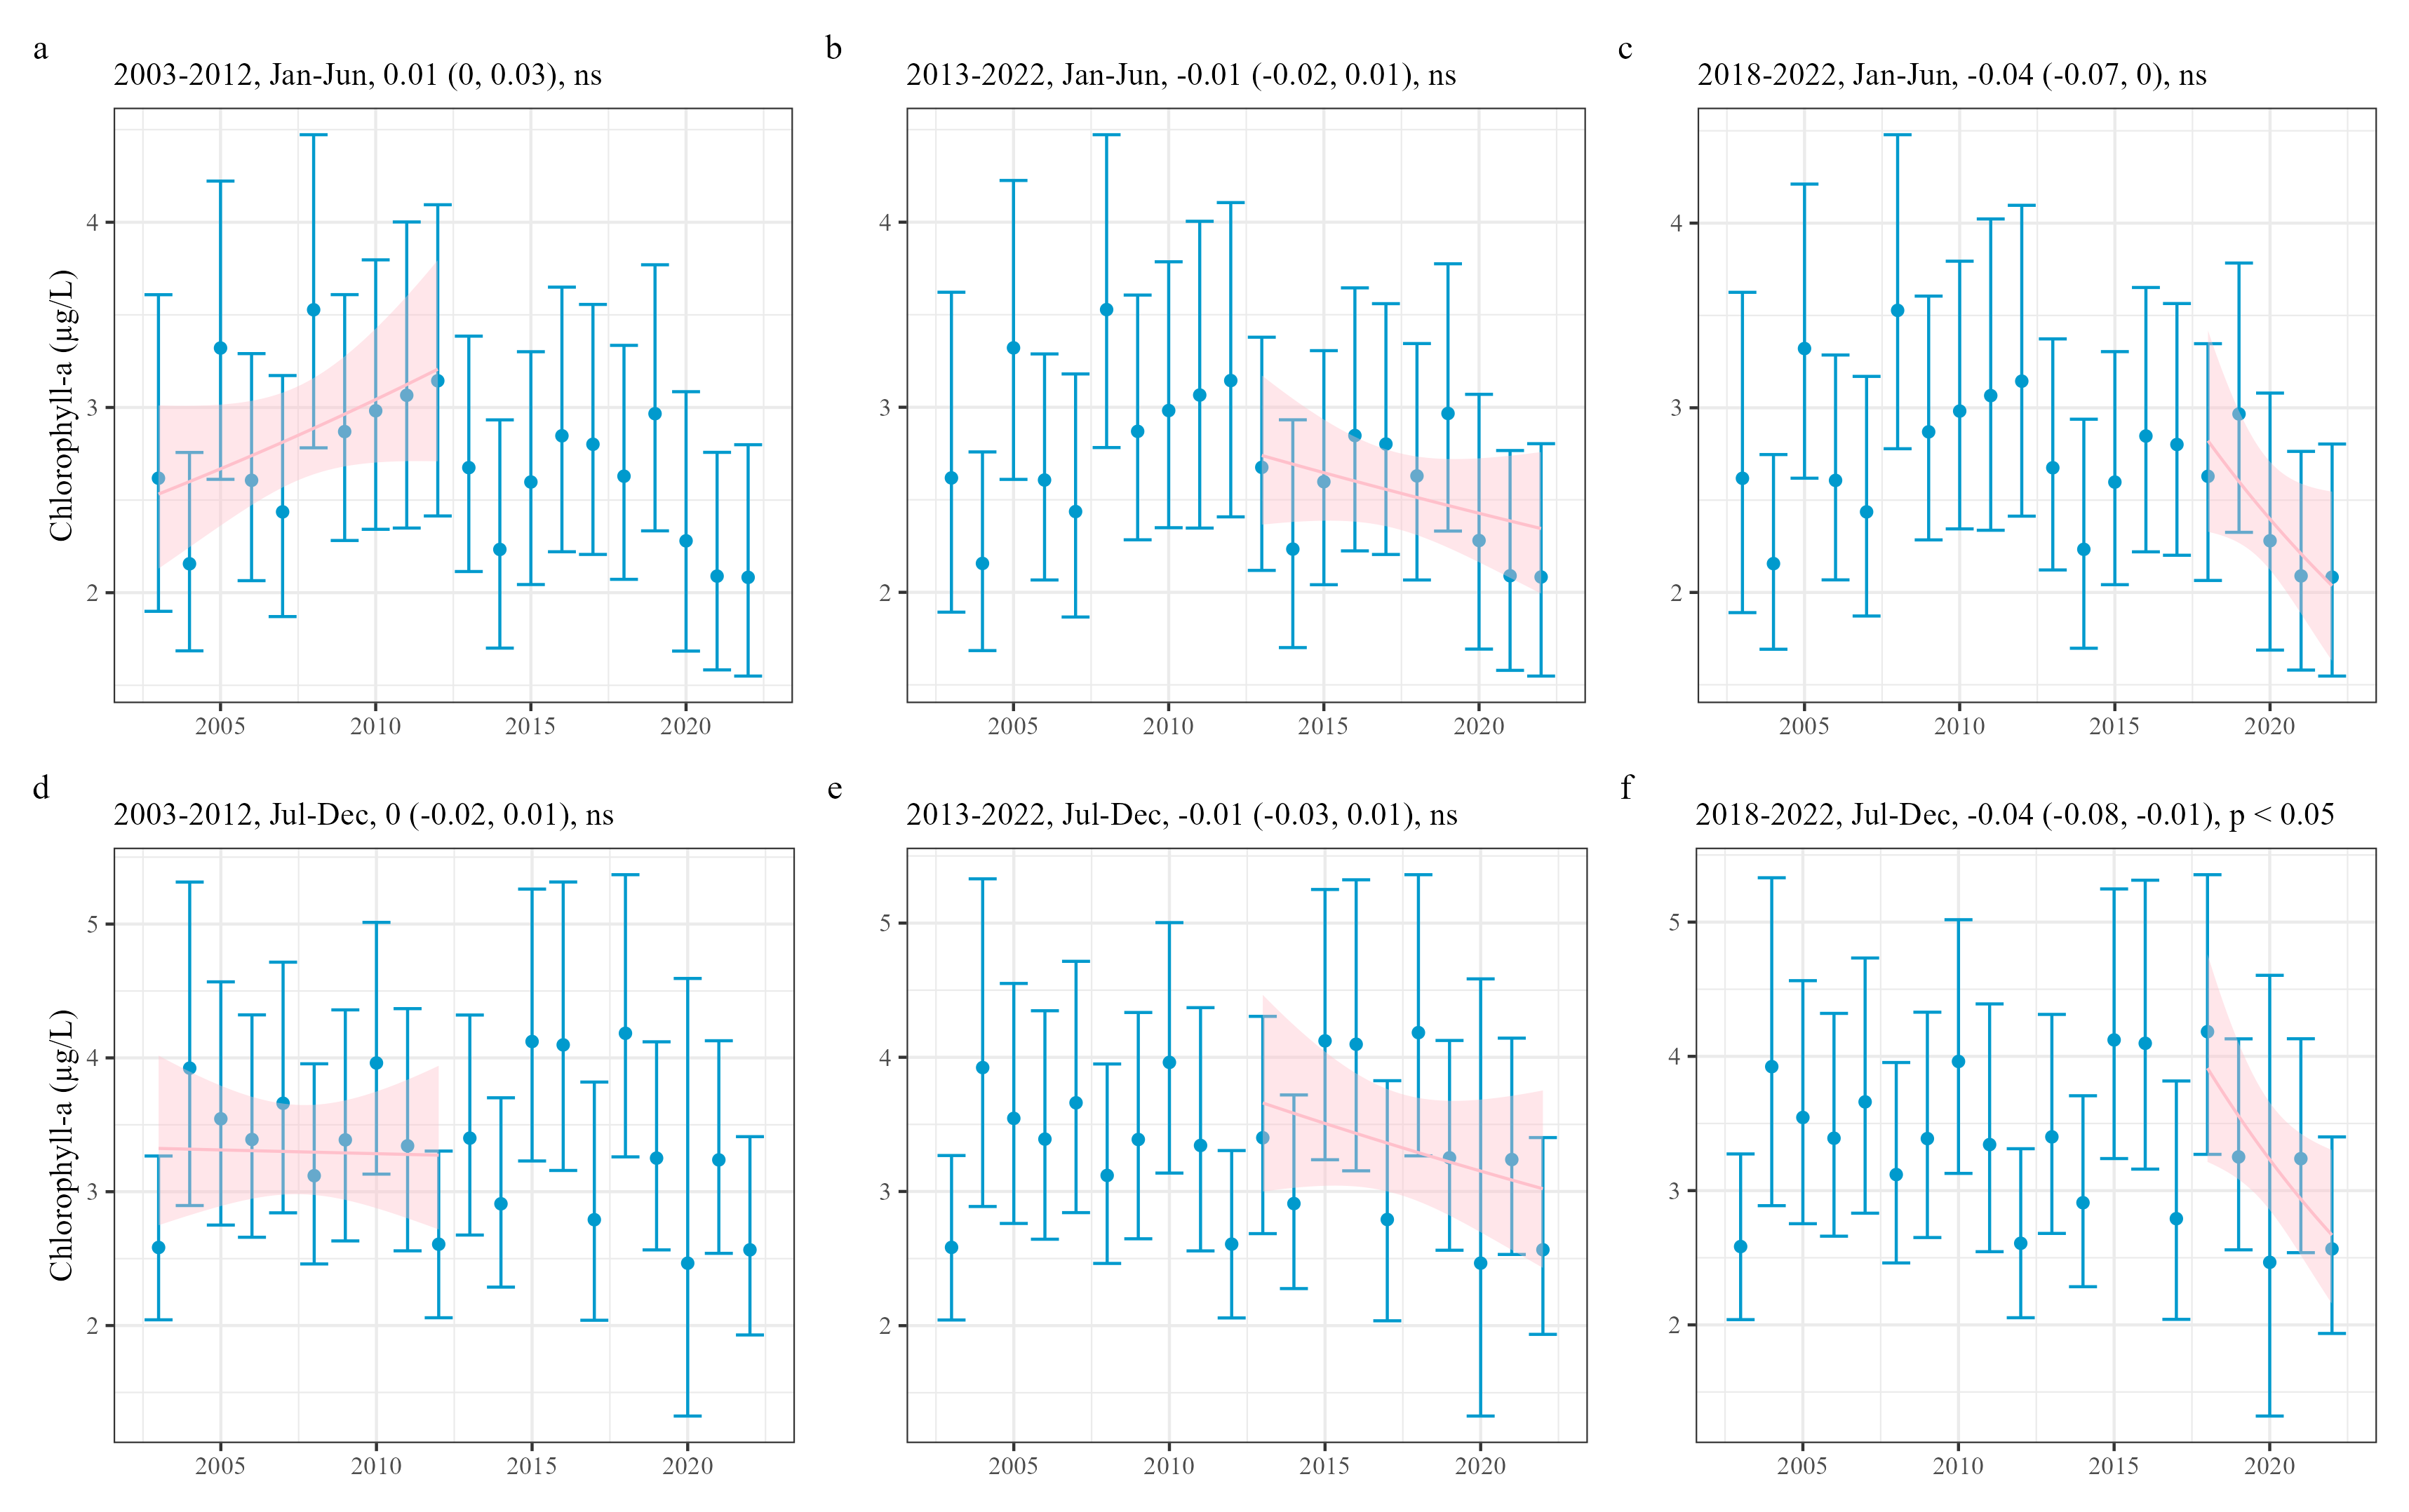 a
2003-2012, Jan-Jun, 0.01 (0, 0.03), ns
Chlorophyll-a (µg/L)
4
3
2
2005 2010 2015 2020
b
2013-2022, Jan-Jun, -0.01 (-0.02, 0.01), ns
4
3
2
2005 2010 2015 2020
c
2018-2022, Jan-Jun, -0.04 (-0.07, 0), ns
4
3
2
2005 2010 2015 2020
d
2003-2012, Jul-Dec, 0 (-0.02, 0.01), ns
Chlorophyll-a (µg/L)
5
4
3
2
2005 2010 2015 2020
e
2013-2022, Jul-Dec, -0.01 (-0.03, 0.01), ns
5
4
3
2
2005 2010 2015 2020
f
2018-2022, Jul-Dec, -0.04 (-0.08, -0.01), p < 0.05
5
4
3
2
2005 2010 2015 2020